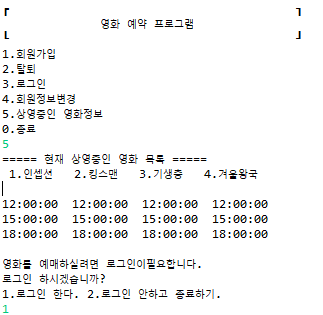 영화 예약 프로그램
1.회원가입
2.탈퇴
3.로그인
4.회원정보변경
5.상영중인 영화정보
0.종료
5
===== 현재 상영중인 영화 목록 =====
1.인셉션 2.킹스맨 3.기생충 4.겨울왕국
12:00:00 12:00:00 12:00:00 12:00:00
15:00:00 15:00:00 15:00:00 15:00:00
18:00:00 18:00:00 18:00:00 18:00:00
영화를 예매하실려면 로그인이필요합니다.
로그인 하시겠습니까?
1.로그인 한다. 2.로그인 안하고 종료하기.
1